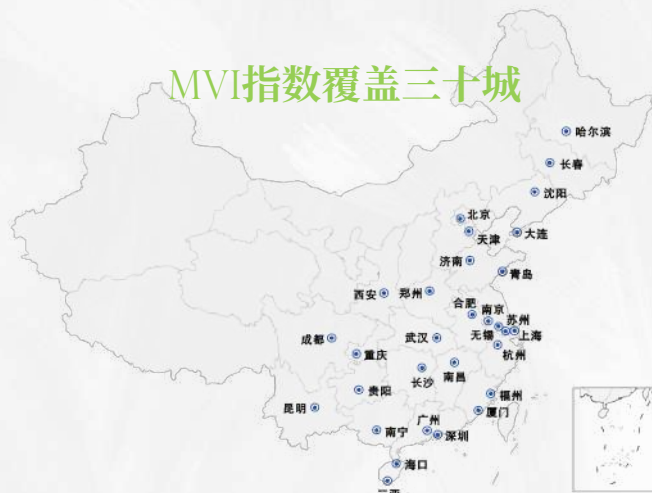 MVI指数覆盖三十城
哈尔滨
长春
沈阳
北京
天津
大连
济南
青岛
西安
郑州
合肥
南京
苏州
无锡
上海
成都
武汉
杭州
重庆
长沙
南昌
贵阳
福州
昆明
厦门
南宁
广州
深圳
海口